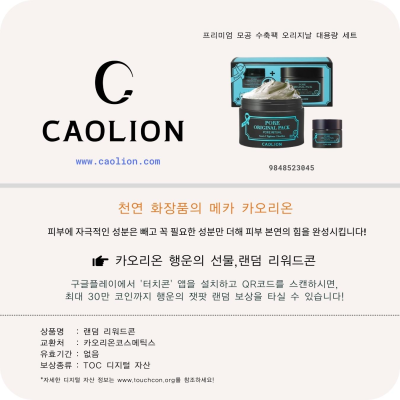 프리미엄 모공 수축팩 오리지날 대용량 세트
CAOLION
www.caolion.com
PORE
ORIGINAL PACK
CAOLION
9848523045
천연 화장품의 메카 카오리온
피부에 자극적인 성분은 빼고 꼭 필요한 성분만 더해 피부 본연의 힘을 완성시킵니다!
카오리온 행운의 선물,랜덤 리워드콘
구글플레이에서 '터치콘' 앱을 설치하고 QR코드를 스캔하시면,
최대 30만 코인까지 행운의 잿팟 랜덤 보상을 타실 수 있습니다!
상품명 : 랜덤 리워드콘
교환처 : 카오리온코스메틱스
유효기간 : 없음
보상종류 : TOC 디지털 자산
*자세한 디지털 자산 정보는 www.touchcon.org를 참조하세요!